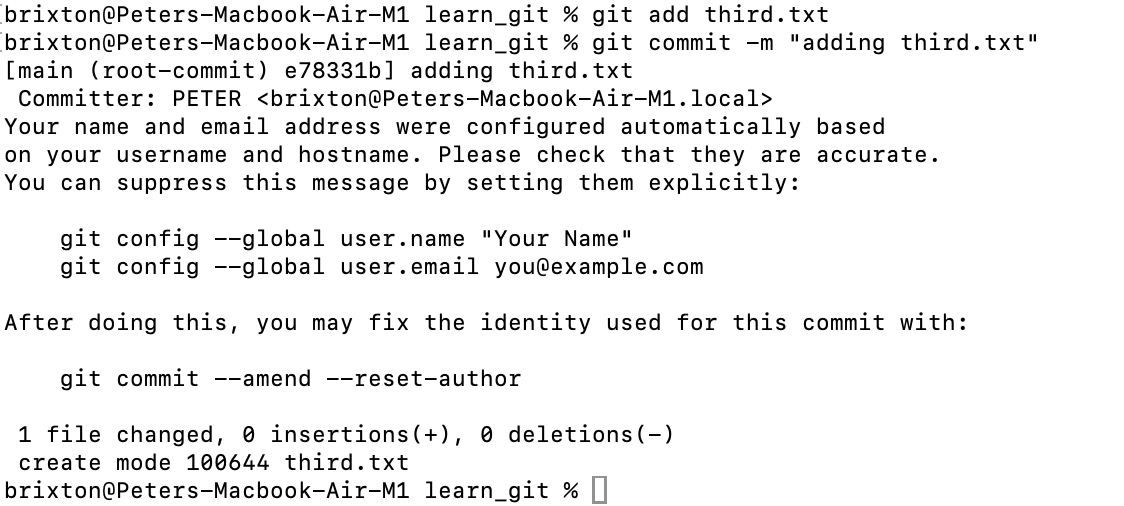 brixton@Peters-Macbook-Air-M1 learn_git % git add third.txt
brixton@Peters-Macbook-Air-M1 learn_git % git commit -m "adding third.txt"
[main (root-commit) e78331b] adding third.txt
 Committer: PETER <brixton@Peters-Macbook-Air-M1.local>
Your name and email address were configured automatically based
on your username and hostname. Please check that they are accurate.
You can suppress this message by setting them explicitly:

    git config --global user.name "Your Name"
    git config --global user.email you@example.com

After doing this, you may fix the identity used for this commit with:

    git commit --amend --reset-author

 1 file changed, 0 insertions(+), 0 deletions(-)
 create mode 100644 third.txt
brixton@Peters-Macbook-Air-M1 learn_git %